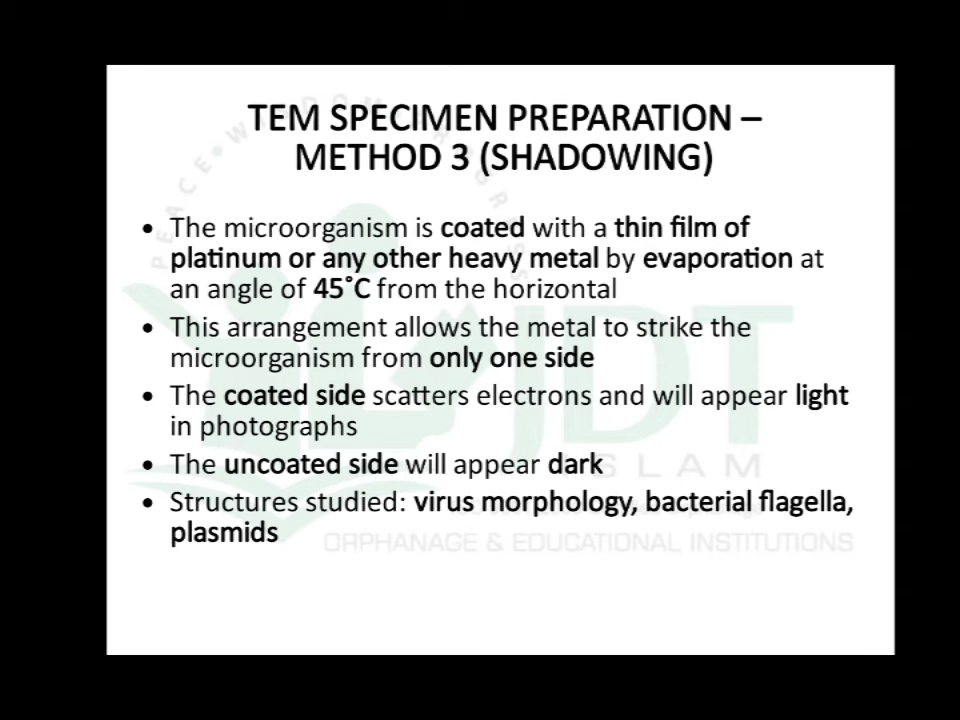 TEM SPECIMEN PREPARATION –
METHOD 3 (SHADOWING)
• The microorganism is coated with a thin film of
platinum or any other heavy metal by evaporation at
an angle of 45˚C from the horizontal
• This arrangement allows the metal to strike the
microorganism from only one side
• The coated side scatters electrons and will appear light
in photographs
• The uncoated side will appear dark
• Structures studied: virus morphology, bacterial flagella,
plasmids
JDT
ISLAM
ORPHANAGE & EDUCATIONAL INSTITUTIONS